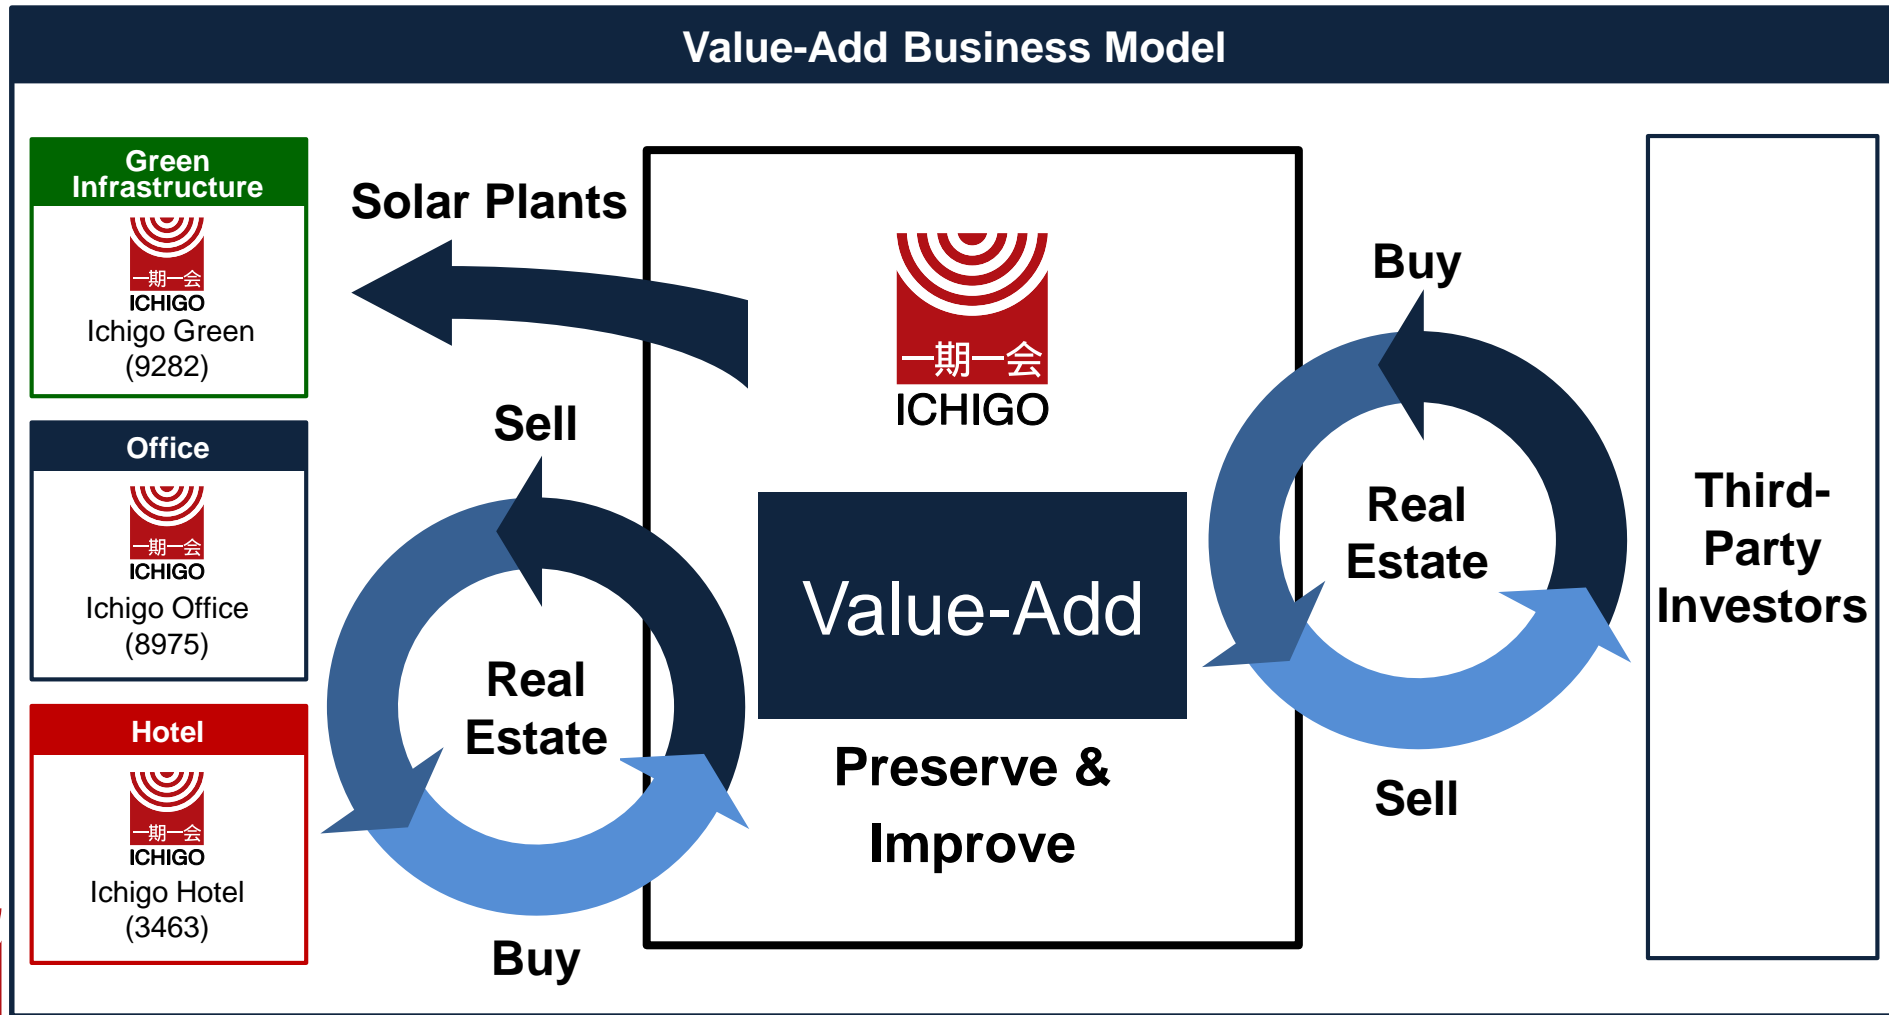 Value-Add Business Model
Green
Infrastructure
一期一会
ICHIGO
Ichigo Green
(9282)
Office
一期一会
ICHIGO
Ichigo Office
(8975)
Hotel
一期一会
ICHIGO
Ichigo Hotel
(3463)
Solar Plants
Sell
Real
Estate
Buy
一期一会
ICHIGO
Value-Add
Preserve &
Improve
Buy
Real
Estate
Sell
Third-
Party
Investors